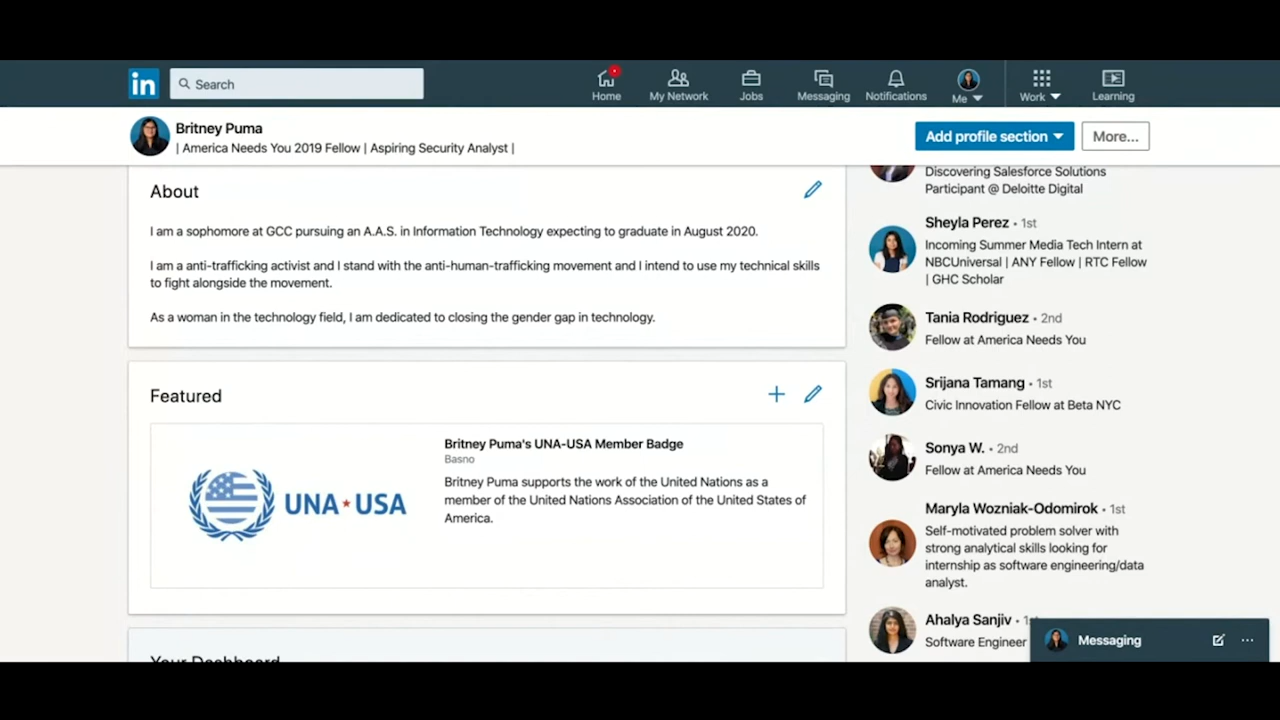 in
Search
Home
My Network
Jobs
Messaging
Notifications
Me
Work
Learning
Britney Puma
| America Needs You 2019 Fellow | Aspiring Security Analyst |
Add profile section
More...
About
I am a sophomore at GCC pursuing an A.A.S. in Information Technology expecting to graduate in August 2020.
I am a anti-trafficking activist and I stand with the anti-human-trafficking movement and I intend to use my technical skills
to fight alongside the movement.
As a woman in the technology field, I am dedicated to closing the gender gap in technology.
Featured
UNA USA
Britney Puma's UNA-USA Member Badge
Basno
Britney Puma supports the work of the United Nations as a
member of the United Nations Association of the United States of
America.
Your Dashboard
Discovering Salesforce Solutions
Participant @ Deloitte Digital
Sheyla Perez • 1st
Incoming Summer Media Tech Intern at
NBCUniversal | ANY Fellow | RTC Fellow
| GHC Scholar
Tania Rodriguez • 2nd
Fellow at America Needs You
Srijana Tamang • 1st
Civic Innovation Fellow at Beta NYC
Sonya W. • 2nd
Fellow at America Needs You
Maryla Wozniak-Odomirok • 1st
Self-motivated problem solver with
strong analytical skills looking for
internship as software engineering/data
analyst.
Ahalya Sanjiv •
Software Engineer
Messaging